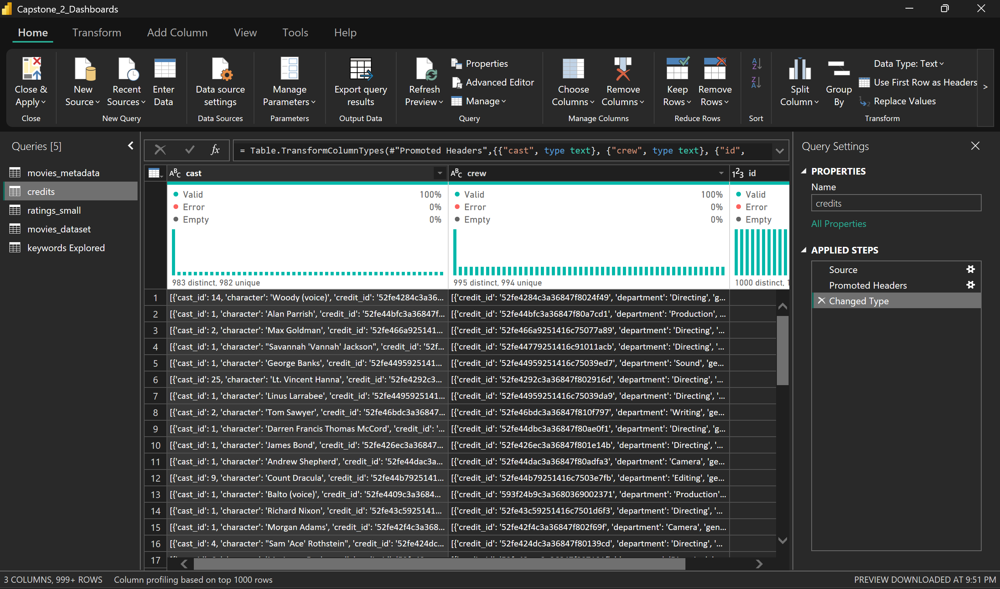 Capstone_2_Dashboards
Home Transform Add Column View Tools Help
Close & Apply
Close
New Source
Recent Sources
Enter Data
New Query
Data source settings
Data Sources
Manage Parameters
Parameters
Export query results
Output Data
Refresh Preview
Properties
Advanced Editor
Manage
Query
Choose Columns
Remove Columns
Manage Columns
Keep Rows
Remove Rows
Reduce Rows
Sort
Split Column
Group By
Data Type: Text
Use First Row as Headers
Replace Values
Transform
Queries [5]
movies_metadata
credits
ratings_small
movies_dataset
keywords Explored
fx = Table.TransformColumnTypes(#"Promoted Headers",{{"cast", type text}, {"crew", type text}, {"id",
ABC cast ABC crew 123 id
Valid 100% Valid 100% Valid
Error 0% Error 0% Error
Empty 0% Empty 0% Empty
983 distinct, 982 unique 995 distinct, 994 unique 1000 distinct,
1 [{'cast_id': 14, 'character': 'Woody (voice)', 'credit_id': '52fe4284c3a36... [{'credit_id': '52fe4284c3a36847f8024f49', 'department': 'Directing', 'g...
2 [{'cast_id': 1, 'character': 'Alan Parrish', 'credit_id': '52fe44bfc3a36847f... [{'credit_id': '52fe44bfc3a36847f80a7cd1', 'department': 'Production', ...
3 [{'cast_id': 2, 'character': 'Max Goldman', 'credit_id': '52fe466a925141... [{'credit_id': '52fe466a9251416c75077a89', 'department': 'Directing', '...
4 [{'cast_id': 1, 'character': "Savannah 'Vannah' Jackson", 'credit_id': '52f... [{'credit_id': '52fe44779251416c91011acb', 'department': 'Directing', '...
5 [{'cast_id': 1, 'character': 'George Banks', 'credit_id': '52fe4495925141... [{'credit_id': '52fe44959251416c75039ed7', 'department': 'Sound', 'ge...
6 [{'cast_id': 25, 'character': 'Lt. Vincent Hanna', 'credit_id': '52fe4292c3... [{'credit_id': '52fe4292c3a36847f802916d', 'department': 'Directing', '...
7 [{'cast_id': 1, 'character': 'Linus Larrabee', 'credit_id': '52fe4495925141... [{'credit_id': '52fe44959251416c75039da9', 'department': 'Directing', '...
8 [{'cast_id': 2, 'character': 'Tom Sawyer', 'credit_id': '52fe46bdc3a36847... [{'credit_id': '52fe46bdc3a36847f810f797', 'department': 'Writing', 'ge...
9 [{'cast_id': 1, 'character': 'Darren Francis Thomas McCord', 'credit_id': '... [{'credit_id': '52fe44dbc3a36847f80ae0f1', 'department': 'Directing', 'g...
10 [{'cast_id': 1, 'character': 'James Bond', 'credit_id': '52fe426ec3a36847... [{'credit_id': '52fe426ec3a36847f801e14b', 'department': 'Directing', '...
11 [{'cast_id': 1, 'character': 'Andrew Shepherd', 'credit_id': '52fe44dac3a... [{'credit_id': '52fe44dac3a36847f80adfa3', 'department': 'Camera', 'ge...
12 [{'cast_id': 9, 'character': 'Count Dracula', 'credit_id': '52fe44b7925141... [{'credit_id': '52fe44b79251416c7503e7fb', 'department': 'Editing', 'ge...
13 [{'cast_id': 1, 'character': 'Balto (voice)', 'credit_id': '52fe4409c3a3684... [{'credit_id': '593f24b9c3a3680369002371', 'department': 'Production'...
14 [{'cast_id': 1, 'character': 'Richard Nixon', 'credit_id': '52fe43c5925141... [{'credit_id': '52fe43c59251416c7501d6f3', 'department': 'Directing', '...
15 [{'cast_id': 1, 'character': 'Morgan Adams', 'credit_id': '52fe42f4c3a368... [{'credit_id': '52fe42f4c3a36847f802f69f', 'department': 'Camera', 'gen...
16 [{'cast_id': 4, 'character': "Sam 'Ace' Rothstein", 'credit_id': '52fe424dc... [{'credit_id': '52fe424dc3a36847f80139cd', 'department': 'Directing', '...
17
Query Settings
PROPERTIES
Name
credits
All Properties
APPLIED STEPS
Source
Promoted Headers
Changed Type
3 COLUMNS, 999+ ROWS Column profiling based on top 1000 rows PREVIEW DOWNLOADED AT 9:51 PM